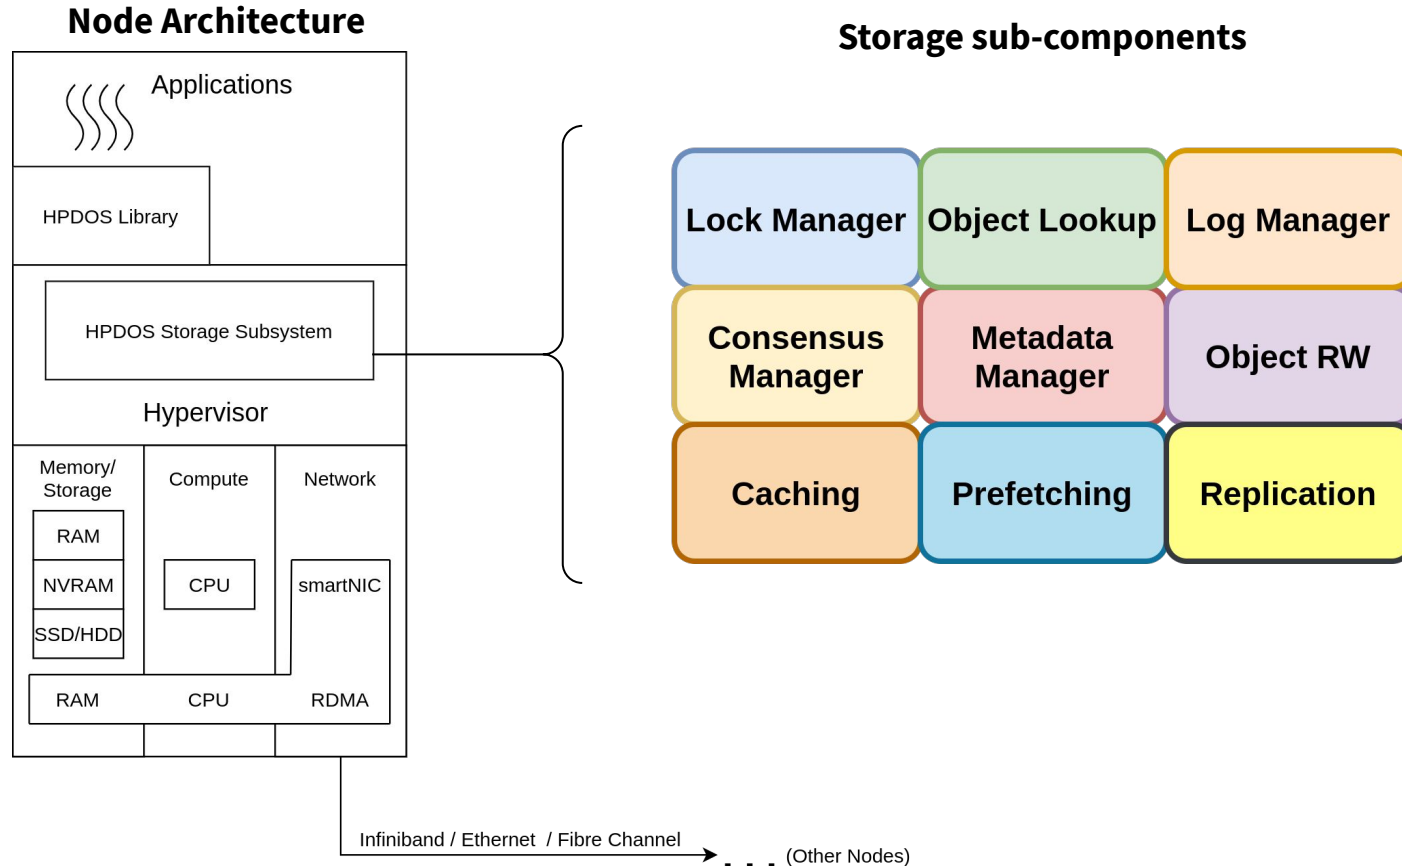 Node Architecture
Storage sub-components
Applications
HPDOS Library
HPDOS Storage Subsystem
Hypervisor
Memory/
Storage
Compute
Network
RAM
NVRAM
SSD/HDD
CPU
smartNIC
RAM
CPU
RDMA
Infiniband / Ethernet / Fibre Channel
. . . (Other Nodes)
Lock Manager
Object Lookup
Log Manager
Consensus
Manager
Metadata
Manager
Object RW
Caching
Prefetching
Replication